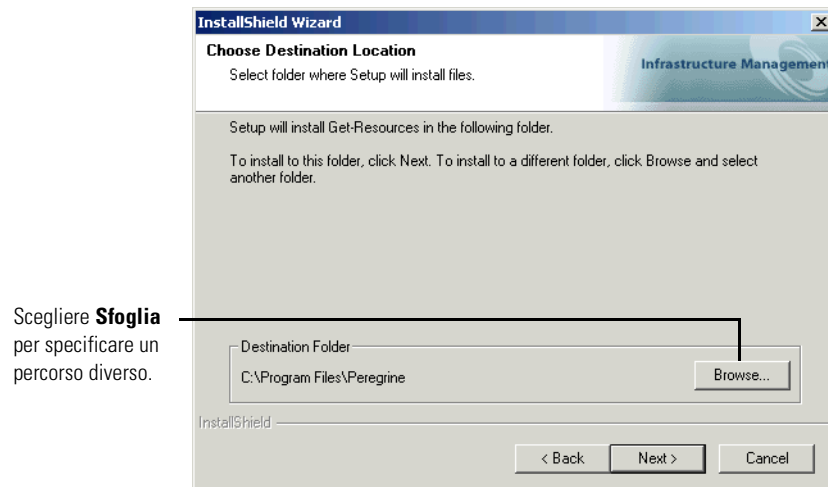 InstallShield Wizard
Choose Destination Location
Select folder where Setup will install files.
Infrastructure Management
Setup will install Get-Resources in the following folder.
To install to this folder, click Next. To install to a different folder, click Browse and select
another folder.
Scegliere Sfoglia
per specificare un
percorso diverso.
Destination Folder
C:\Program Files\Peregrine
Browse...
InstallShield
< Back
Next >
Cancel